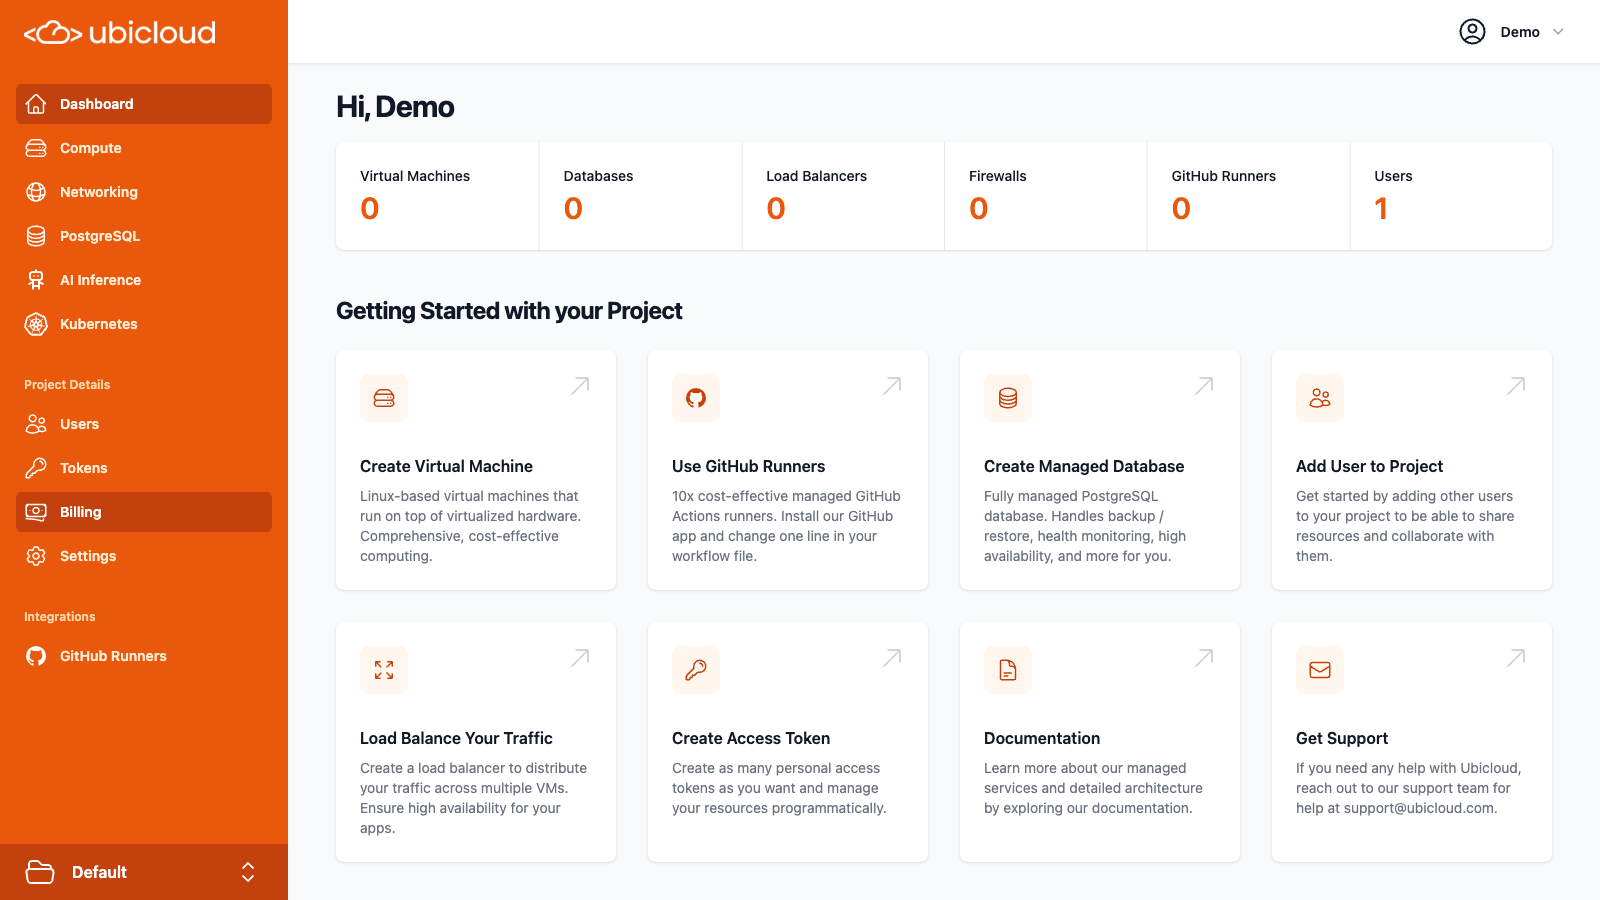 ubicloud
Demo
Dashboard
Compute
Networking
PostgreSQL
AI Inference
Kubernetes
Project Details
Users
Tokens
Billing
Settings
Integrations
GitHub Runners
Default
Hi, Demo
Virtual Machines
0
Databases
0
Load Balancers
0
Firewalls
0
GitHub Runners
0
Users
1
Getting Started with your Project
Create Virtual Machine
Linux-based virtual machines that
run on top of virtualized hardware.
Comprehensive, cost-effective
computing.
Use GitHub Runners
10x cost-effective managed GitHub
Actions runners. Install our GitHub
app and change one line in your
workflow file.
Create Managed Database
Fully managed PostgreSQL
database. Handles backup /
restore, health monitoring, high
availability, and more for you.
Add User to Project
Get started by adding other users
to your project to be able to share
resources and collaborate with
them.
Load Balance Your Traffic
Create a load balancer to distribute
your traffic across multiple VMs.
Ensure high availability for your
apps.
Create Access Token
Create as many personal access
tokens as you want and manage
your resources programmatically.
Documentation
Learn more about our managed
services and detailed architecture
by exploring our documentation.
Get Support
If you need any help with Ubicloud,
reach out to our support team for
help at support@ubicloud.com.